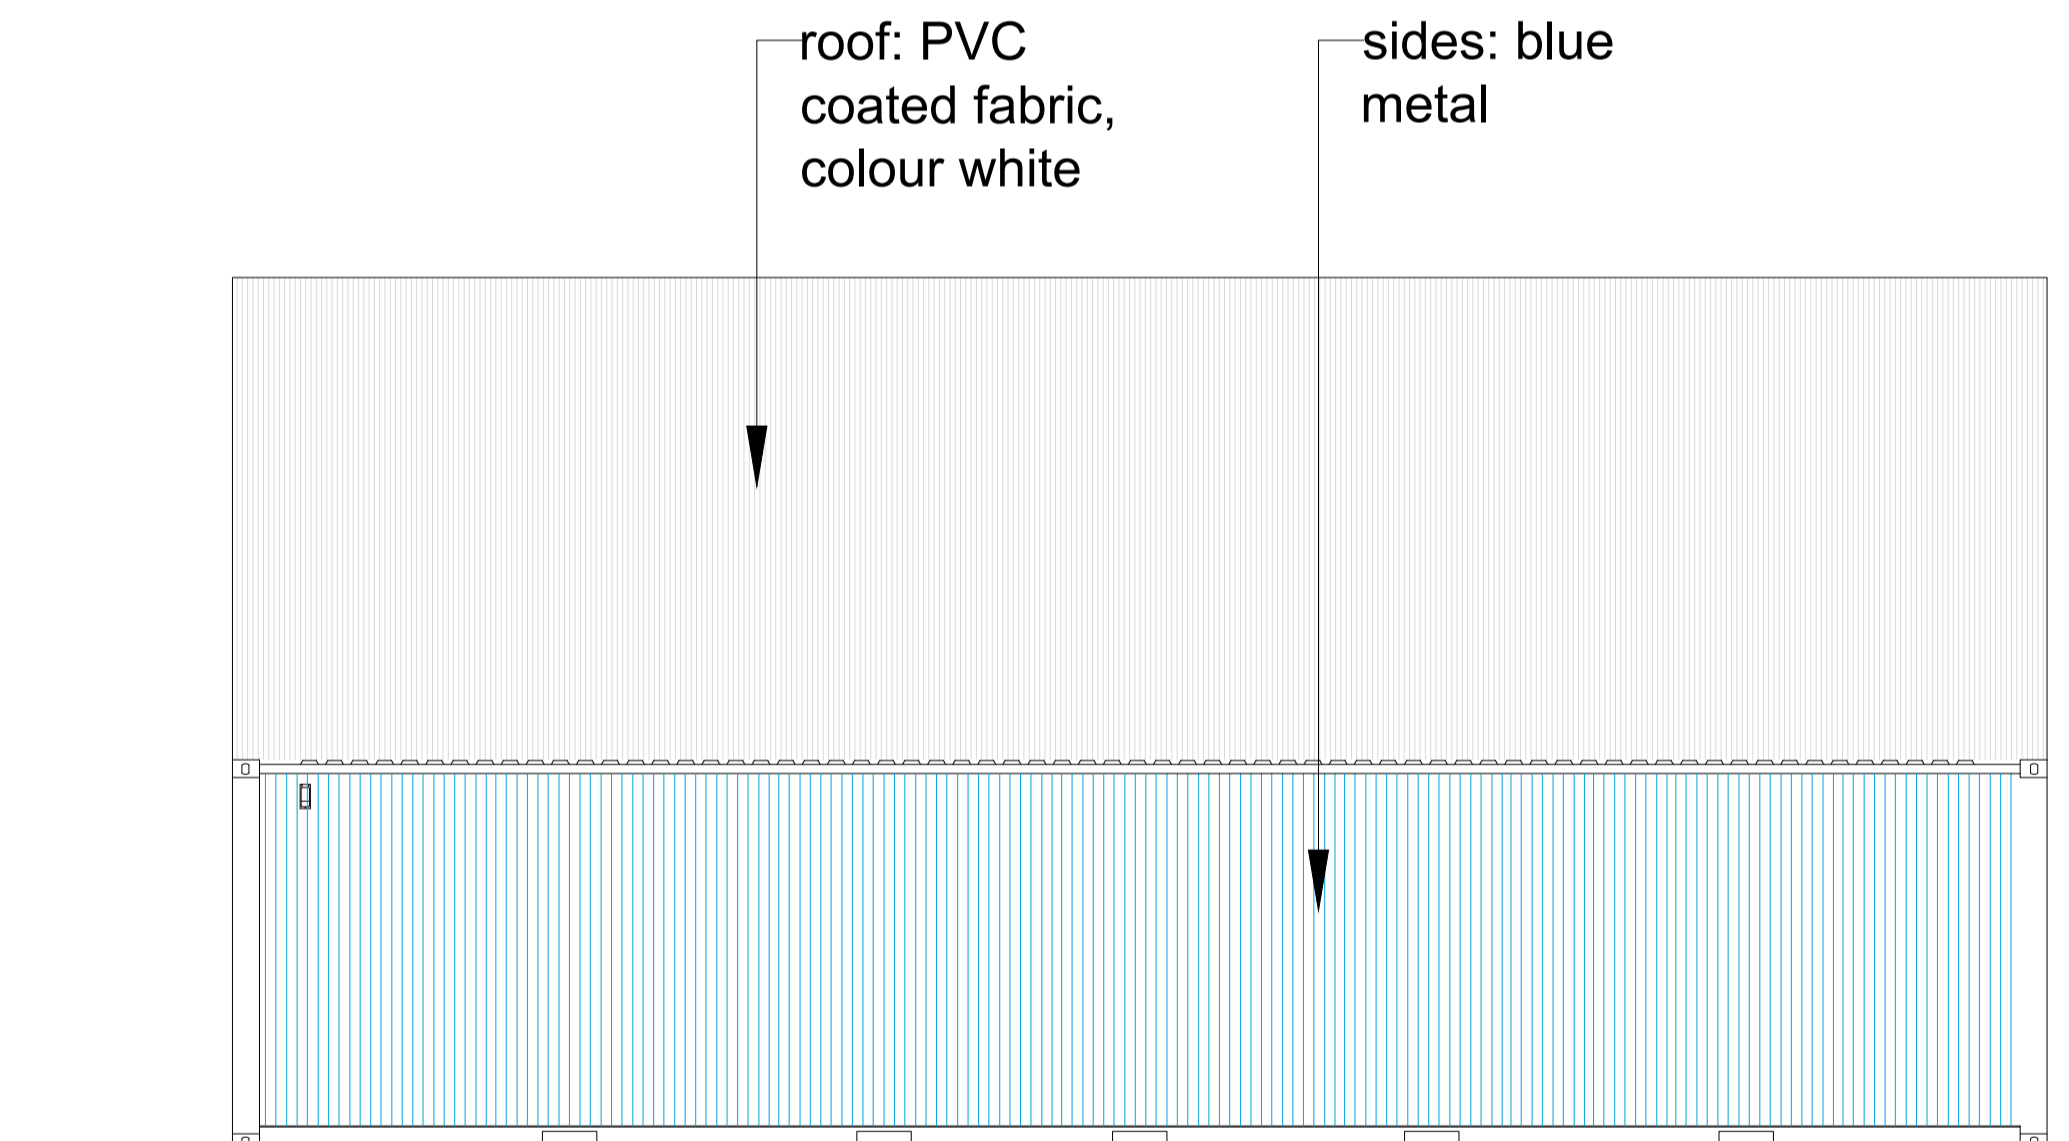 roof: PVC
coated fabric,
colour white
sides: blue
metal